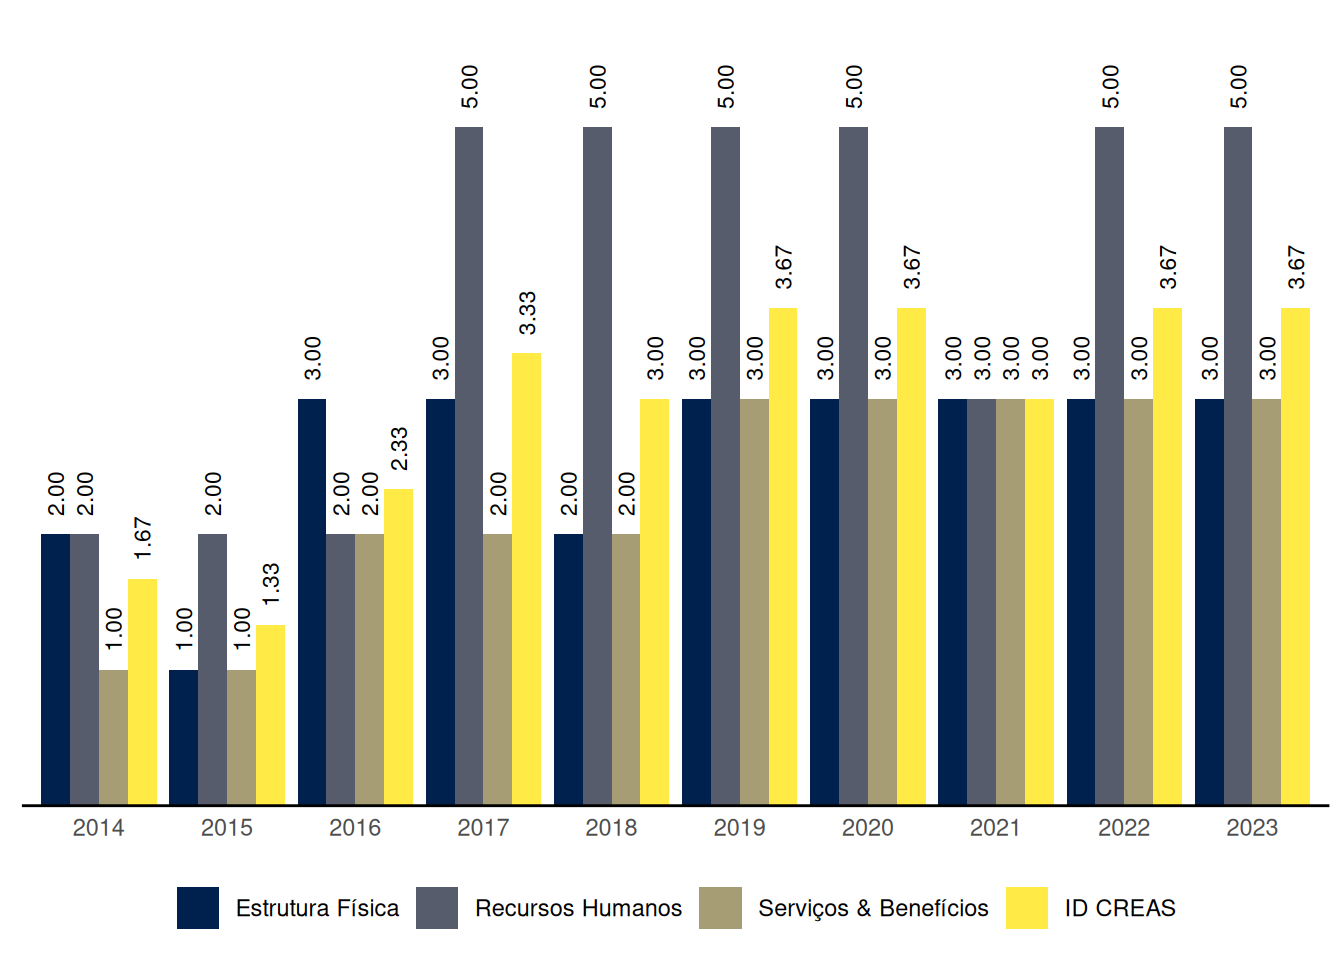 5.00 5.00 5.00 5.00 5.00 5.00
3.67 3.67 3.67 3.67
3.33
3.00 3.00 3.00 3.00 3.00 3.00 3.00 3.00 3.00 3.00 3.00 3.00 3.00 3.00 3.00
2.33
2.00 2.00 2.00 2.00 2.00 2.00 2.00 2.00
1.67
1.33
1.00 1.00 1.00
2014 2015 2016 2017 2018 2019 2020 2021 2022 2023
Estrutura Física Recursos Humanos Serviços & Benefícios ID CREAS